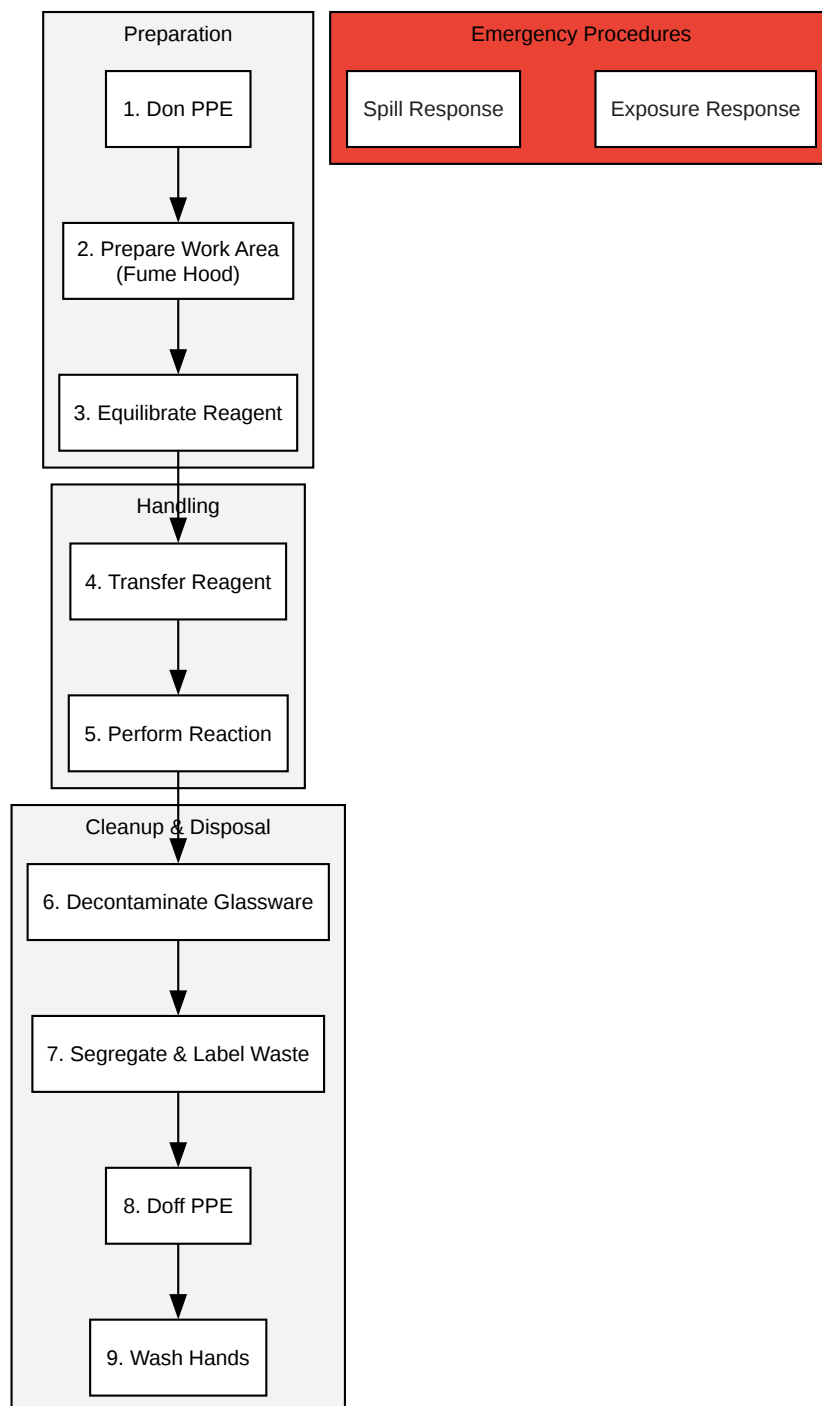 Preparation
1. Don PPE
2. Prepare Work Area
(Fume Hood)
3. Equilibrate Reagent
Emergency Procedures
Spill Response
Exposure Response
Handling
4. Transfer Reagent
5. Perform Reaction
Cleanup & Disposal
6. Decontaminate Glassware
7. Segregate & Label Waste
8. Doff PPE
9. Wash Hands